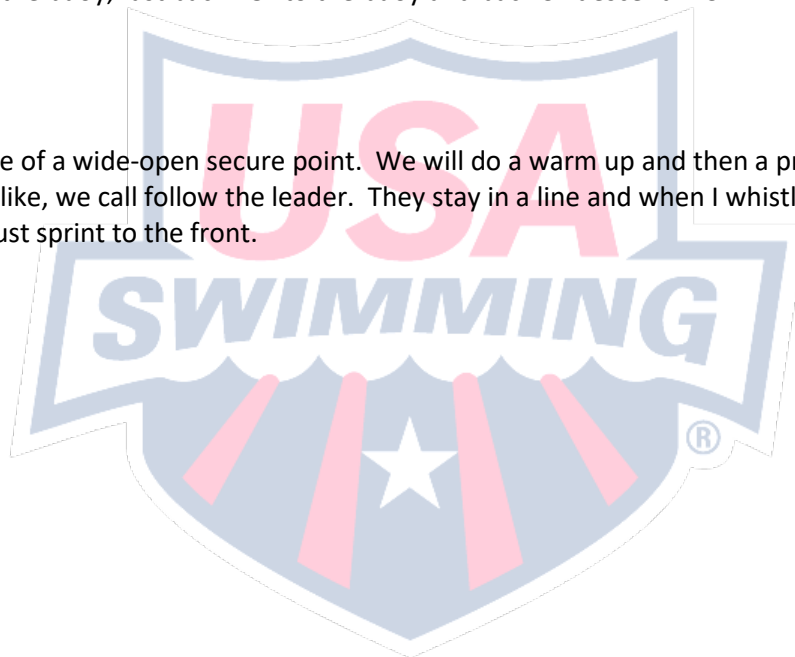 e of a wide-open secure point.  We will do a warm up and then a pr
like, we call follow the leader.  They stay in a line and when I whistl
ust sprint to the front.
USA
SWIMMING
®